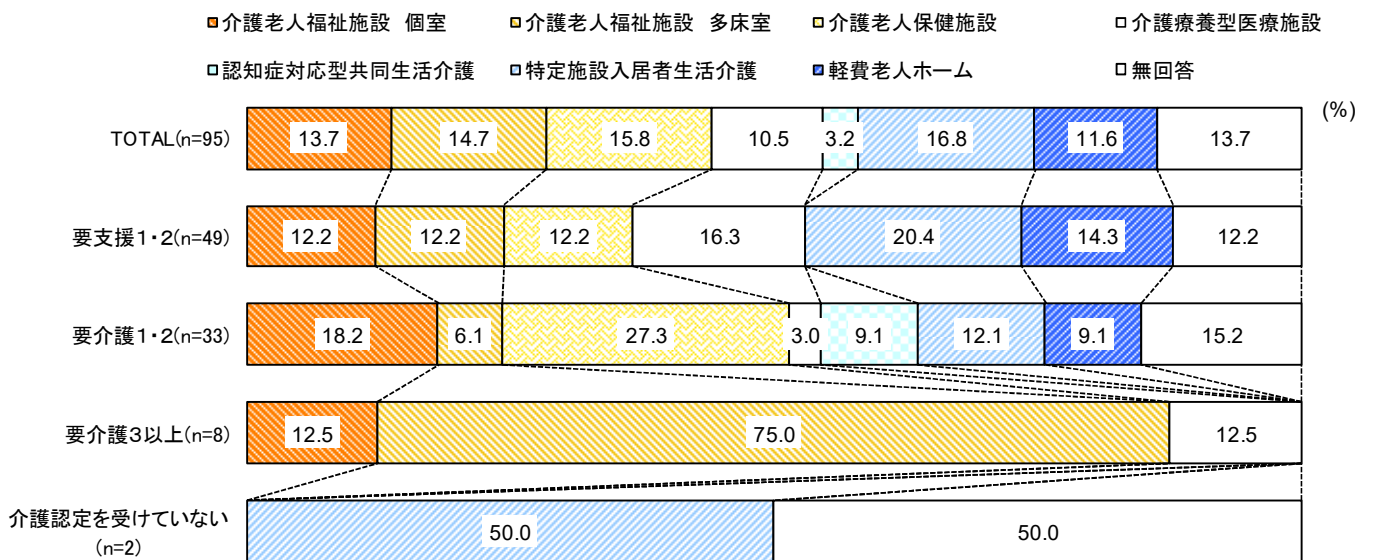 ■介護老人福祉施設　個室 ■介護老人福祉施設　多床室 □介護老人保健施設 □介護療養型医療施設
□認知症対応型共同生活介護 □特定施設入居者生活介護 ■軽費老人ホーム □無回答
(%)
TOTAL(n=95) 13.7 14.7 15.8 10.5 3.2 16.8 11.6 13.7
要支援1・2(n=49) 12.2 12.2 12.2 16.3 20.4 14.3 12.2
要介護1・2(n=33) 18.2 6.1 27.3 3.0 9.1 12.1 9.1 15.2
要介護3以上(n=8) 12.5 75.0 12.5
介護認定を受けていない
(n=2) 50.0 50.0